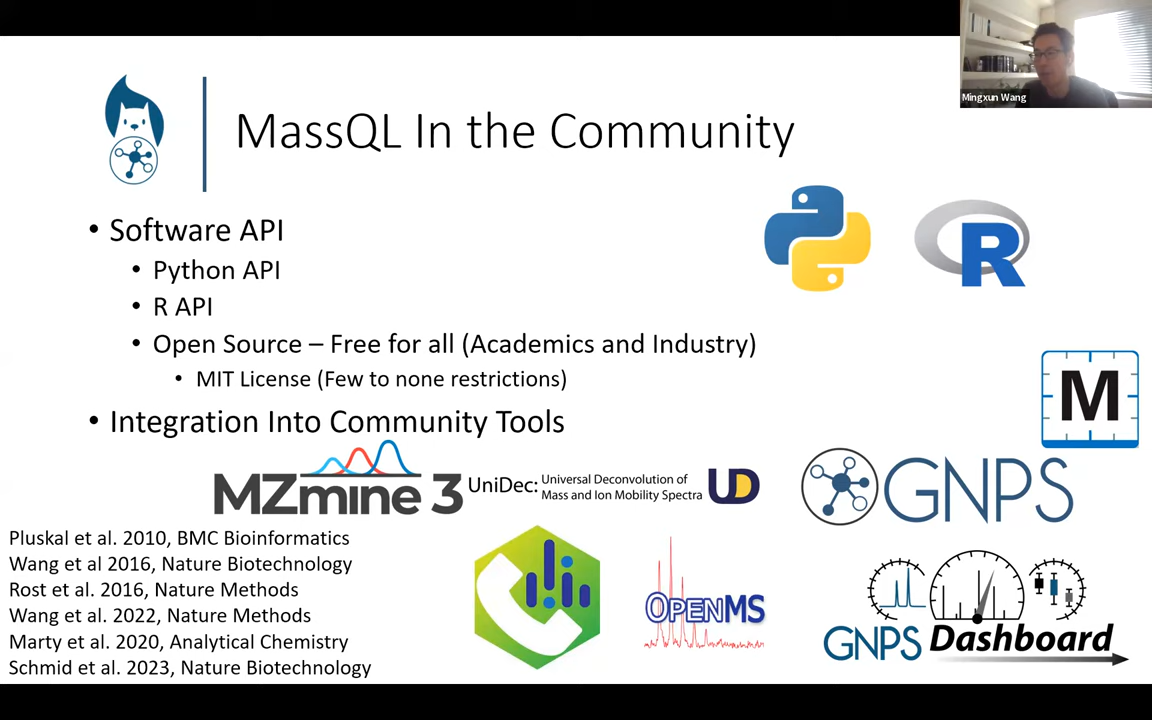 Mingxun Wang
MassQL In the Community
• Software API
• Python API
• R API
• Open Source – Free for all (Academics and Industry)
• MIT License (Few to none restrictions)
• Integration Into Community Tools
R
M
MZmine 3
UniDec: Universal Deconvolution of
Mass and Ion Mobility Spectra
UD
GNPS
Pluskal et al. 2010, BMC Bioinformatics
Wang et al 2016, Nature Biotechnology
Rost et al. 2016, Nature Methods
Wang et al. 2022, Nature Methods
Marty et al. 2020, Analytical Chemistry
Schmid et al. 2023, Nature Biotechnology
OPENMS
GNPS Dashboard